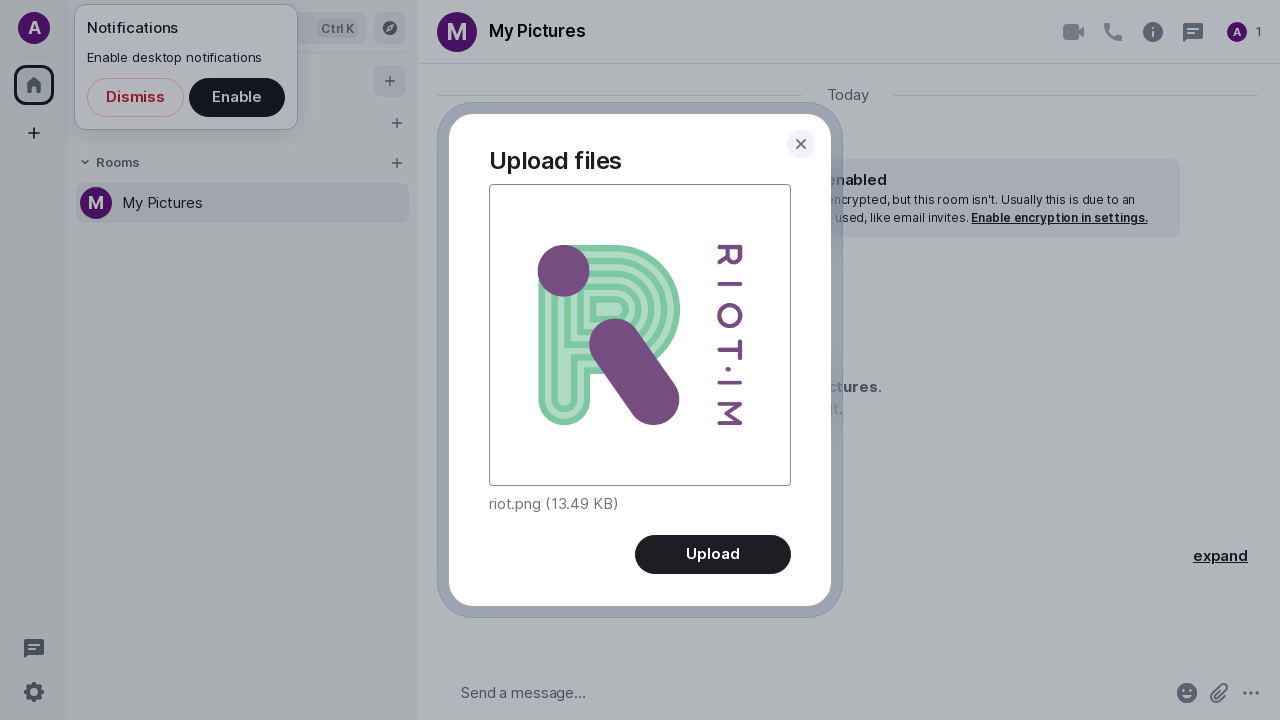 A
Notifications
Enable desktop notifications
Dismiss
Enable
Ctrl K
Rooms
M
My Pictures
M
My Pictures
A
1
Today
enabled
encrypted, but this room isn't. Usually this is due to an
used, like email invites. Enable encryption in settings.
ctures.
expand
Upload files
RIOT·IM
riot.png (13.49 KB)
Upload
Send a message…